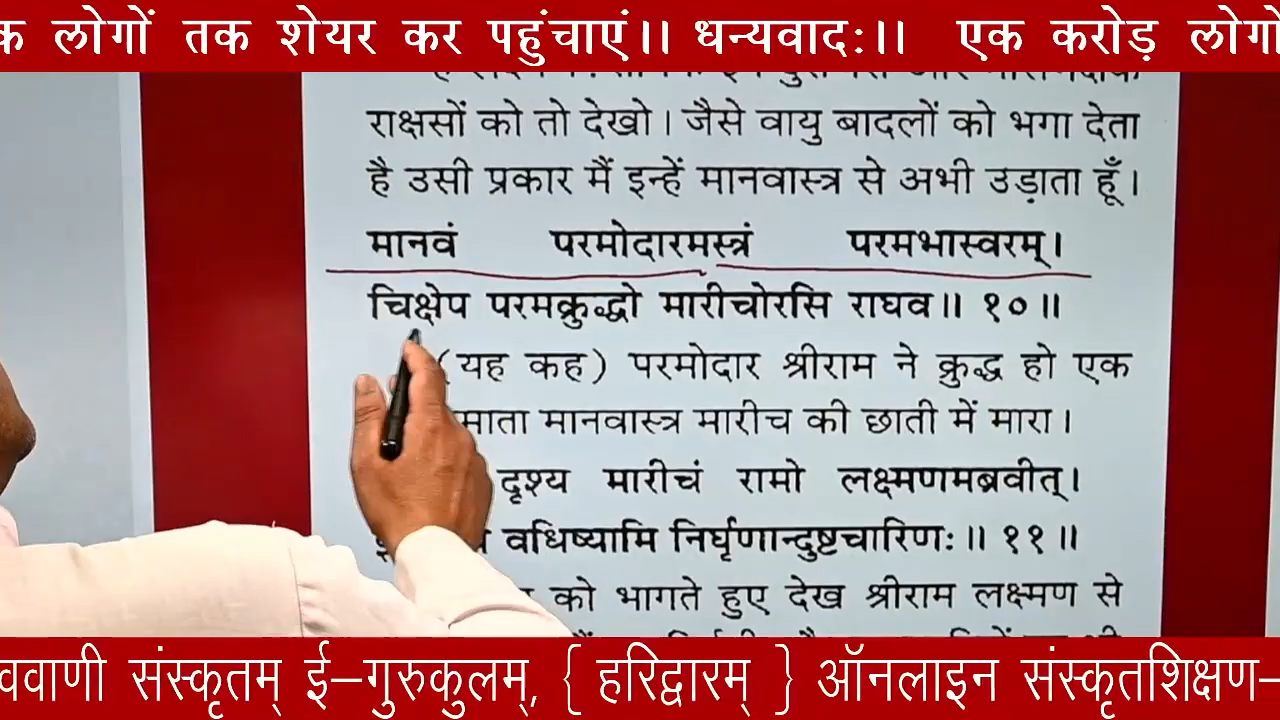 लोगों तक शेयर कर पहुंचाएं।। धन्यवादः।। एक करोड़
राक्षसों को तो देखो। जैसे वायु बादलों को भगा देता
है उसी प्रकार मैं इन्हें मानवास्त्र से अभी उड़ाता हूँ।
मानवं परमोदारमस्त्रं परमभास्वरम्।
चिक्षेप परमक्रुद्धो मारीचोरसि राघव॥ १०॥
(यह कह) परमोदार श्रीराम ने क्रुद्ध हो एक
मानवास्त्र मारीच की छाती में मारा।
दृश्य मारीचं रामो लक्ष्मणमब्रवीत्।
वधिष्यामि निर्घृणान्दुष्टचारिणः॥ ११॥
को भागते हुए देख श्रीराम लक्ष्मण से
संस्कृतम् ई-गुरुकुलम्, { हरिद्वारम् } ऑनलाइन संस्कृतशिक्षण-